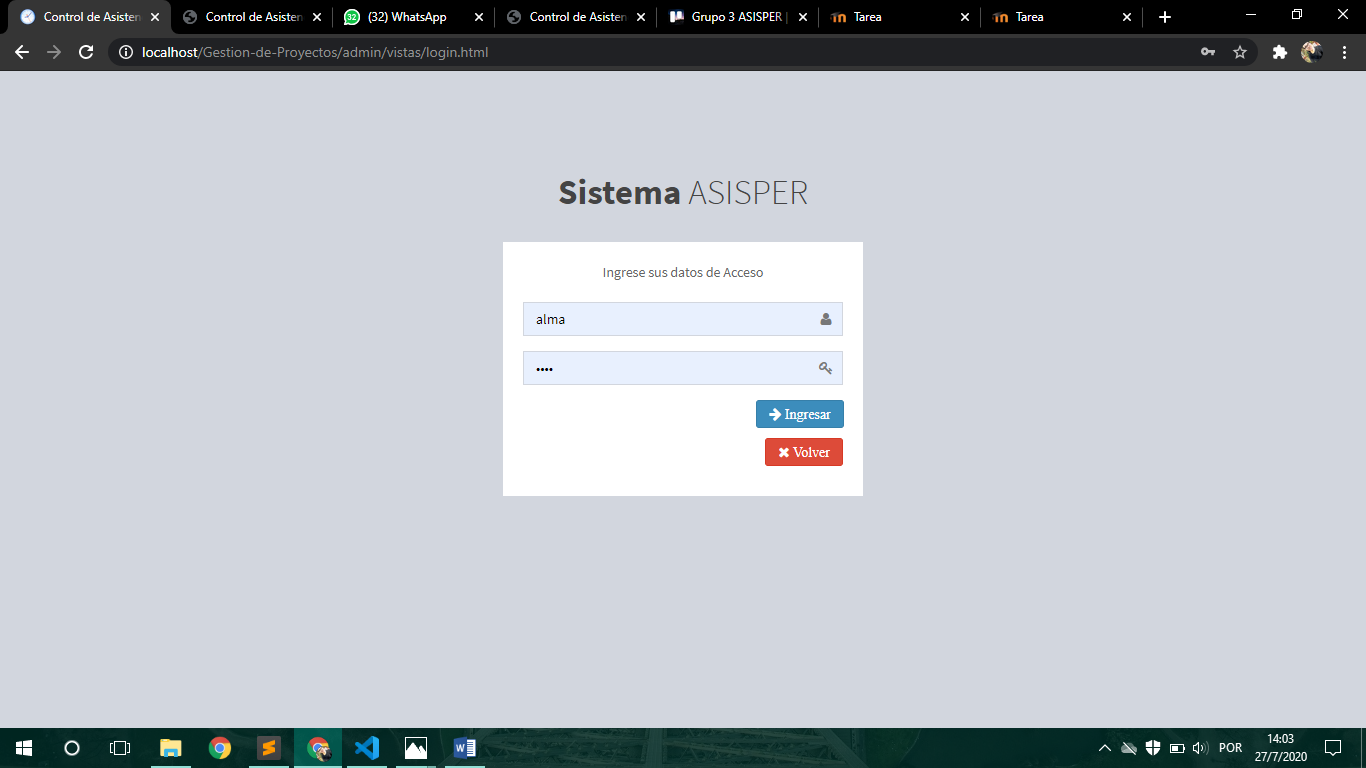 Control de Asisten
Control de Asisten
(32) WhatsApp
Control de Asisten
Grupo 3 ASISPER |
Tarea
Tarea
localhost/Gestion-de-Proyectos/admin/vistas/login.html
Sistema ASISPER
Ingrese sus datos de Acceso
alma
••••
Ingresar
Volver
POR
14:03
27/7/2020